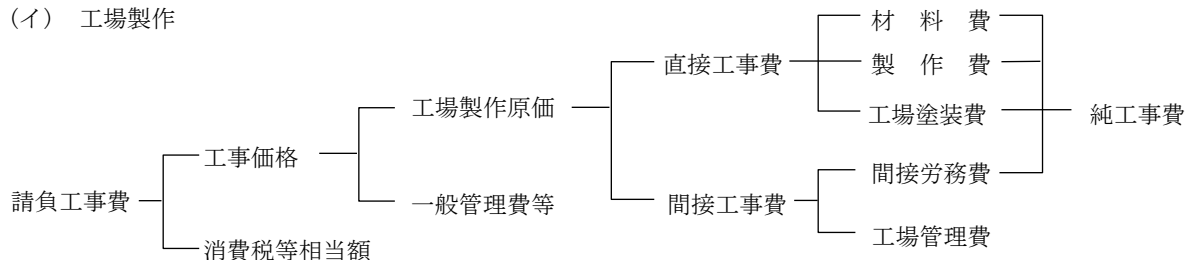 (イ) 工場製作
材 料 費
直接工事費
製 作 費
工場製作原価
工場塗装費
純工事費
工事価格
間接労務費
請負工事費
一般管理費等
間接工事費
工場管理費
消費税等相当額